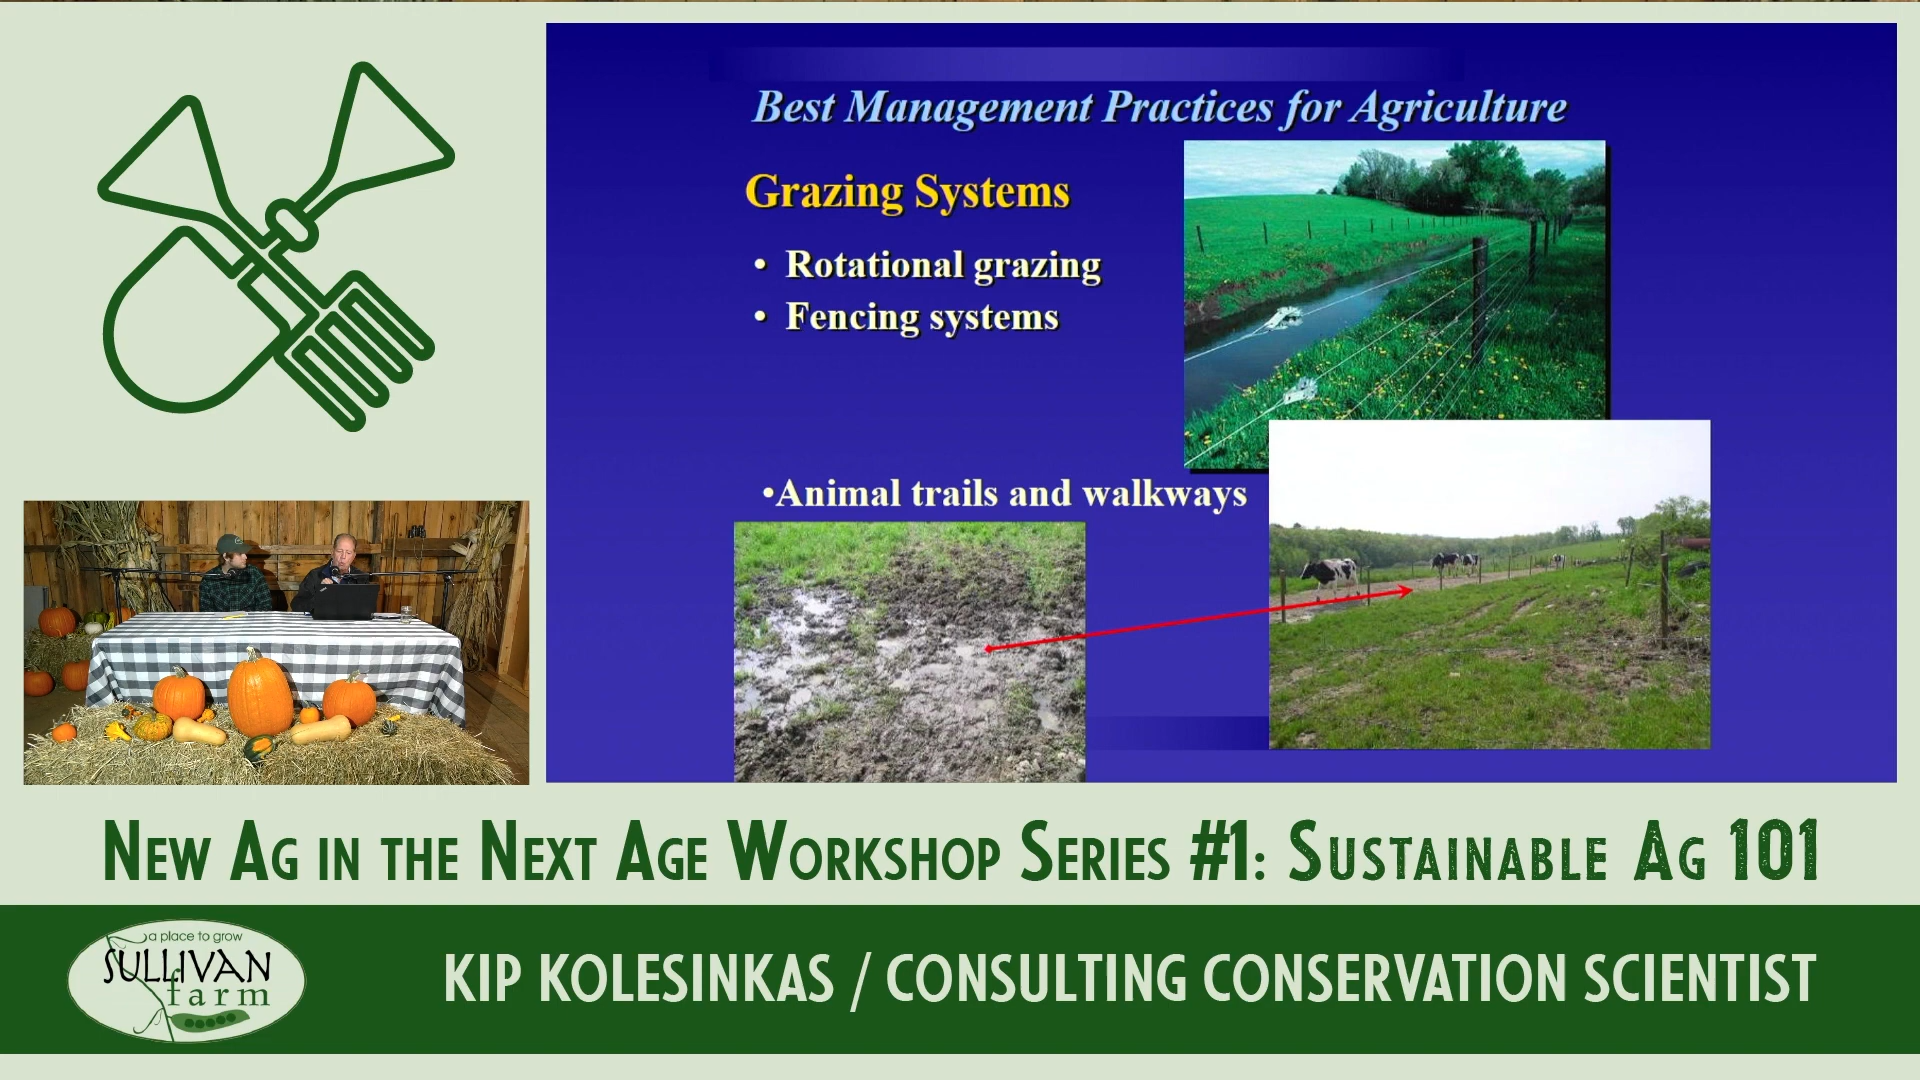 Best Management Practices for Agriculture
Grazing Systems
• Rotational grazing
• Fencing systems
•Animal trails and walkways
New Ag in the Next Age Workshop Series #1: Sustainable Ag 101
a place to grow
SULLIVAN
farm
KIP KOLESINKAS / CONSULTING CONSERVATION SCIENTIST